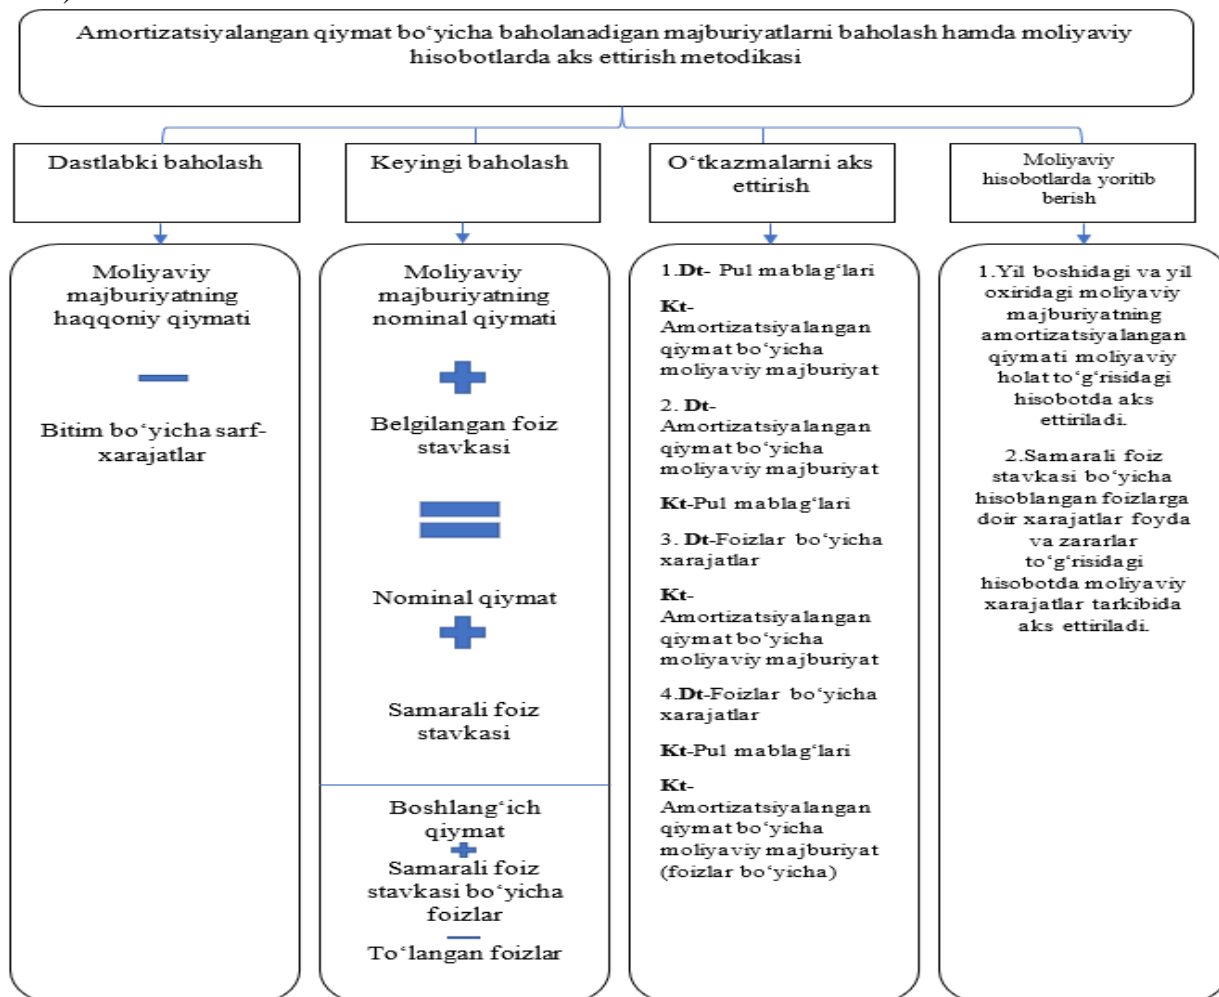 Amortizatsiyalangan qiymat bo‘yicha baholanadigan majburiyatlarni baholash hamda moliyaviy
hisobotlarda aks ettirish metodikasi
Dastlabki baholash
Moliyaviy
majburiyatning
haqqoniy qiymati
Bitim bo‘yicha sarf-
xarajatlar
Keyingi baholash
Moliyaviy
majburiyatning
nominal qiymati
Belgilangan foiz
stavkasi
Nominal qiymat
Samarali foiz
stavkasi
Boshlang‘ich
qiymat
Samarali foiz
stavkasi bo‘yicha
foizlar
To‘langan foizlar
O‘tkazmalarni aks
ettirish
1.Dt- Pul mablag‘lari
Kt-
Amortizatsiyalangan
qiymat bo‘yicha
moliyaviy majburiyat
2. Dt-
Amortizatsiyalangan
qiymat bo‘yicha
moliyaviy majburiyat
Kt-Pul mablag‘lari
3. Dt-Foizlar bo‘yicha
xarajatlar
Kt-
Amortizatsiyalangan
qiymat bo‘yicha
moliyaviy majburiyat
4.Dt-Foizlar bo‘yicha
xarajatlar
Kt-Pul mablag‘lari
Kt-
Amortizatsiyalangan
qiymat bo‘yicha
moliyaviy majburiyat
(foizlar bo‘yicha)
Moliyaviy
hisobotlarda yoritib
berish
1.Yil boshidagi va yil
oxiridagi moliyaviy
majburiyatning
amortizatsiyalangan
qiymati moliyaviy
holat to‘g‘risidagi
hisobotda aks
ettiriladi.
2.Samarali foiz
stavkasi bo‘yicha
hisoblangan foizlarga
doir xarajatlar foyda
va zararlar
to‘g‘risidagi
hisobotda moliyaviy
xarajatlar tarkibida
aks ettiriladi.